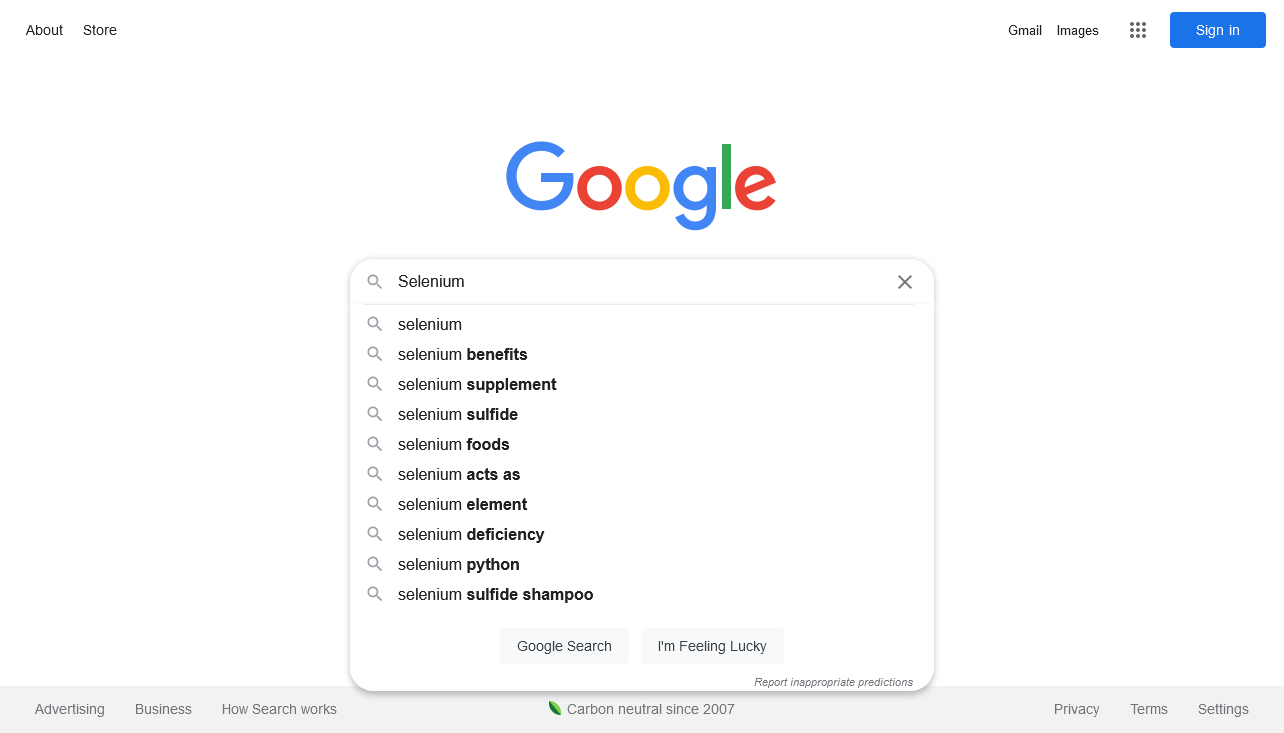 About Store Gmail Images Sign in
Google
Selenium
selenium
selenium benefits
selenium supplement
selenium sulfide
selenium foods
selenium acts as
selenium element
selenium deficiency
selenium python
selenium sulfide shampoo
Google Search I'm Feeling Lucky
Report inappropriate predictions
Advertising Business How Search works Carbon neutral since 2007 Privacy Terms Settings